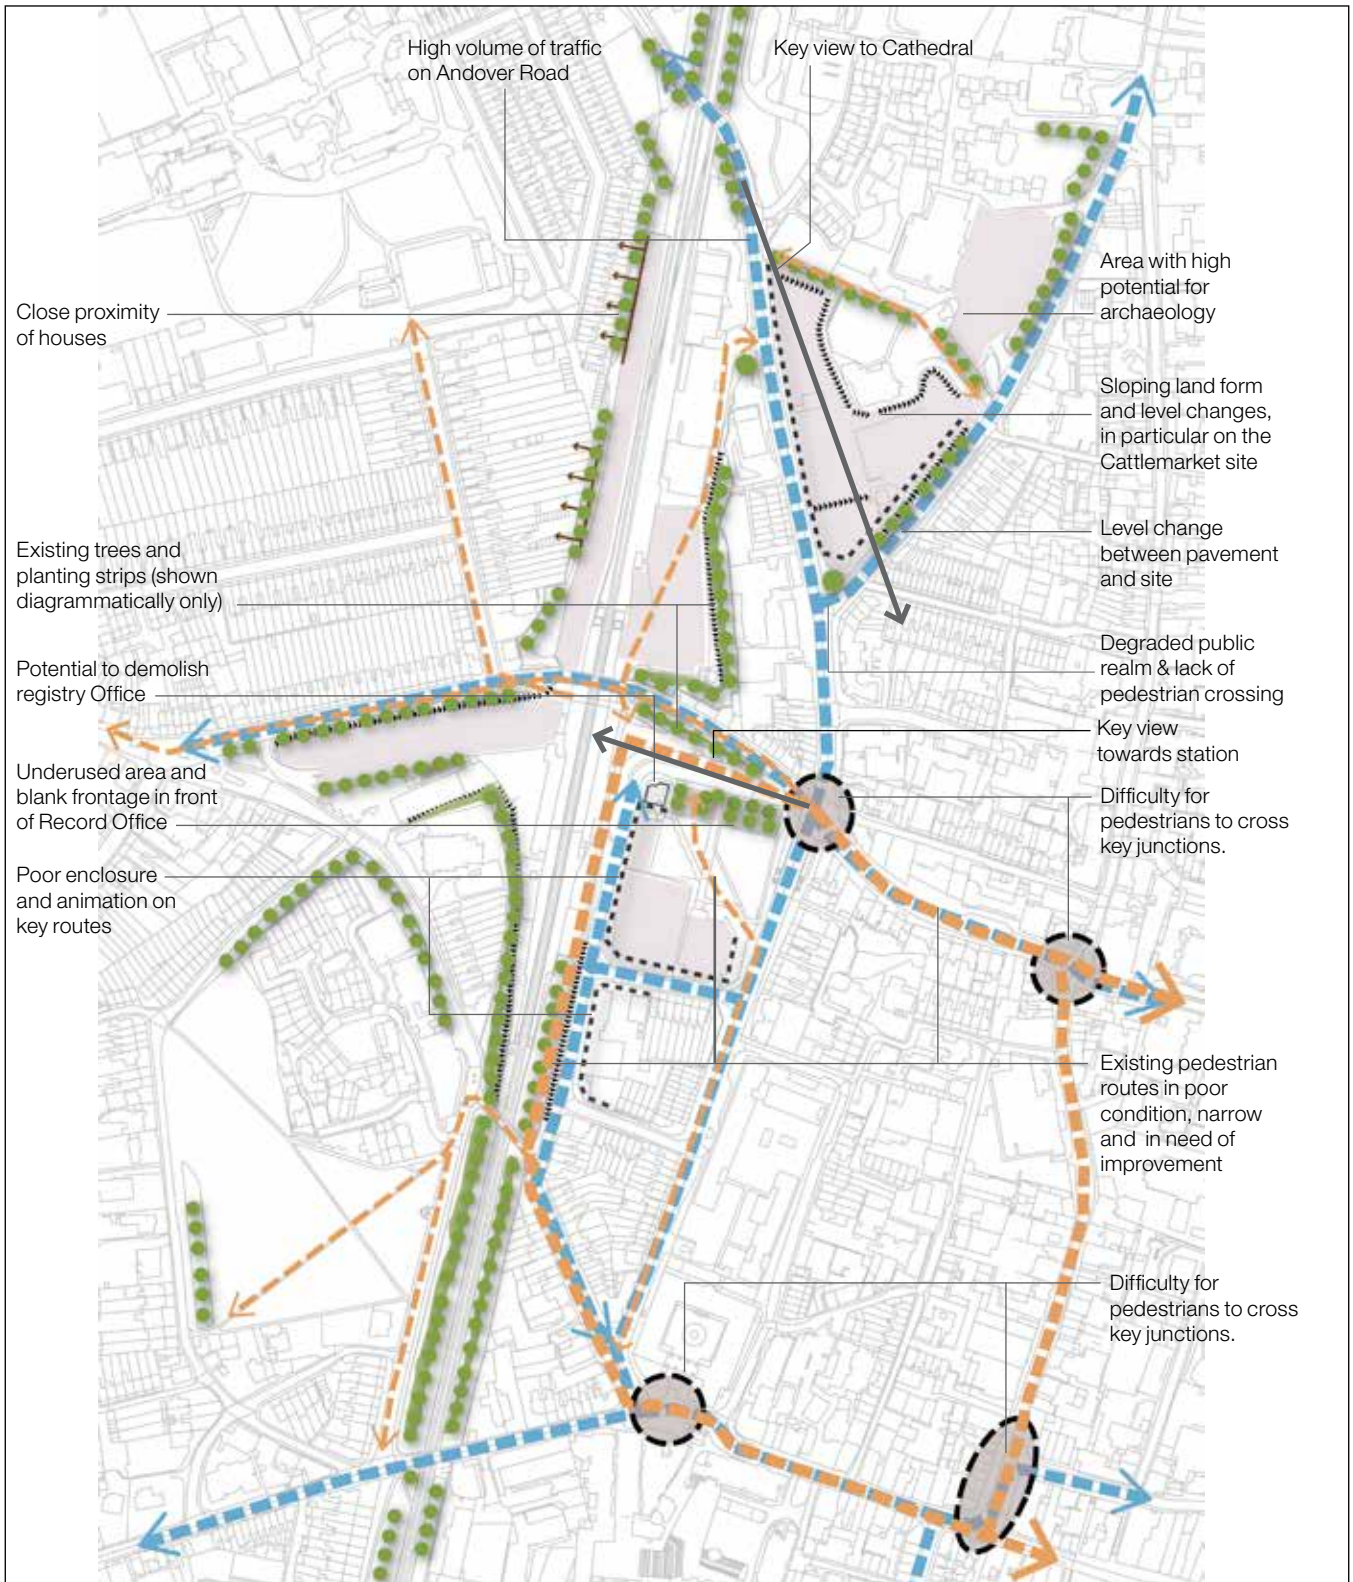 High volume of traffic
on Andover Road
Key view to Cathedral
Close proximity
of houses
Existing trees and
planting strips (shown
diagrammatically only)
Potential to demolish
registry Office
Underused area and
blank frontage in front
of Record Office
Poor enclosure
and animation on
key routes
Area with high
potential for
archaeology
Sloping land form
and level changes,
in particular on the
Cattlemarket site
Level change
between pavement
and site
Degraded public
realm & lack of
pedestrian crossing
Key view
towards station
Difficulty for
pedestrians to cross
key junctions.
Existing pedestrian
routes in poor
condition, narrow
and in need of
improvement
Difficulty for
pedestrians to cross
key junctions.